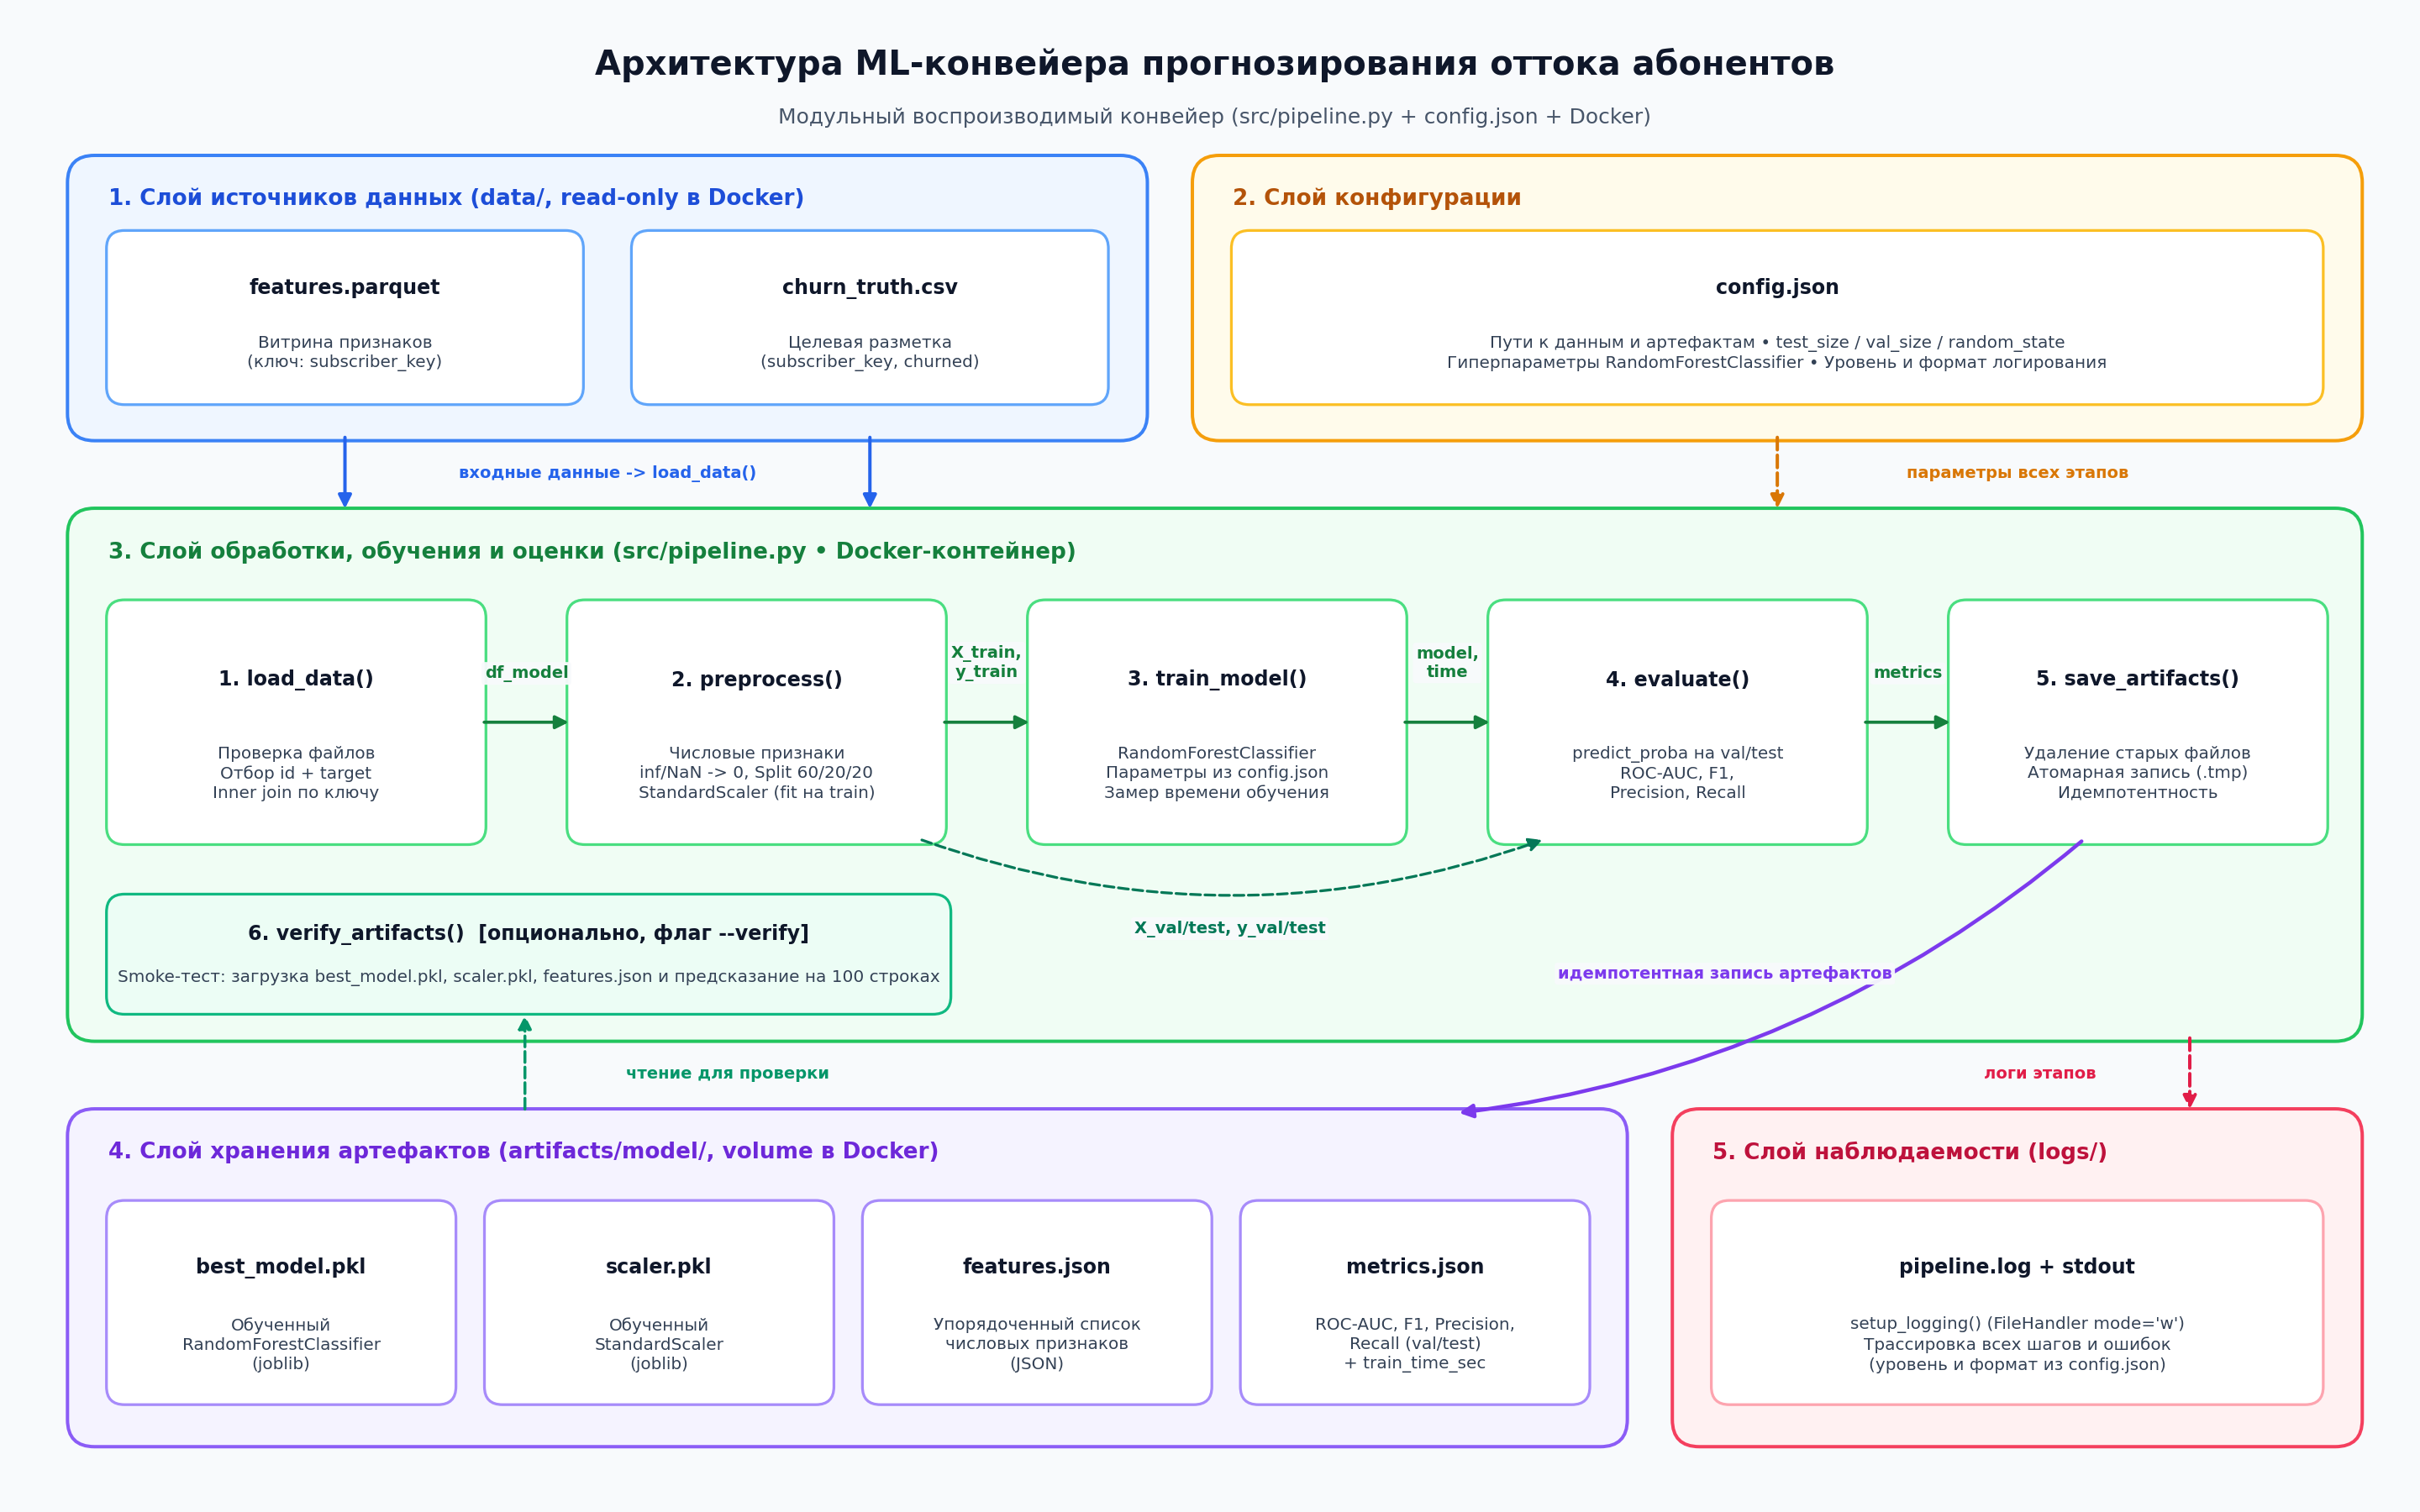 Архитектура ML-конвейера прогнозирования оттока абонентов
Модульный воспроизводимый конвейер (src/pipeline.py + config.json + Docker)
1. Слой источников данных (data/, read-only в Docker)
features.parquet
Витрина признаков
(ключ: subscriber_key)
churn_truth.csv
Целевая разметка
(subscriber_key, churned)
2. Слой конфигурации
config.json
Пути к данным и артефактам • test_size / val_size / random_state
Гиперпараметры RandomForestClassifier • Уровень и формат логирования
входные данные -> load_data()
параметры всех этапов
3. Слой обработки, обучения и оценки (src/pipeline.py • Docker-контейнер)
1. load_data()
Проверка файлов
Отбор id + target
Inner join по ключу
df_model
2. preprocess()
Числовые признаки
inf/NaN -> 0, Split 60/20/20
StandardScaler (fit на train)
X_train,
y_train
3. train_model()
RandomForestClassifier
Параметры из config.json
Замер времени обучения
model,
time
4. evaluate()
predict_proba на val/test
ROC-AUC, F1,
Precision, Recall
metrics
5. save_artifacts()
Удаление старых файлов
Атомарная запись (.tmp)
Идемпотентность
X_val/test, y_val/test
6. verify_artifacts()  [опционально, флаг --verify]
Smoke-тест: загрузка best_model.pkl, scaler.pkl, features.json и предсказание на 100 строках
идемпотентная запись артефактов
чтение для проверки
логи этапов
4. Слой хранения артефактов (artifacts/model/, volume в Docker)
best_model.pkl
Обученный
RandomForestClassifier
(joblib)
scaler.pkl
Обученный
StandardScaler
(joblib)
features.json
Упорядоченный список
числовых признаков
(JSON)
metrics.json
ROC-AUC, F1, Precision,
Recall (val/test)
+ train_time_sec
5. Слой наблюдаемости (logs/)
pipeline.log + stdout
setup_logging() (FileHandler mode='w')
Трассировка всех шагов и ошибок
(уровень и формат из config.json)